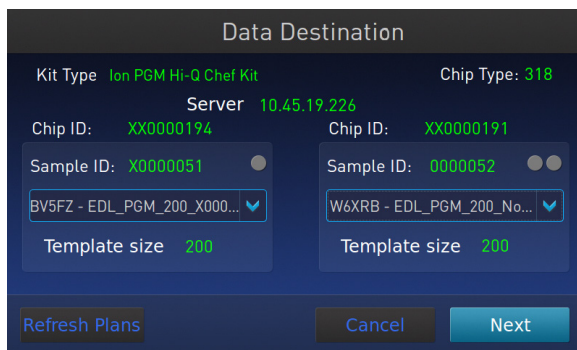 Data Destination
Kit Type Ion PGM Hi-Q Chef Kit Chip Type: 318
Server 10.45.19.226
Chip ID: XX0000194 Chip ID: XX0000191
Sample ID: X0000051 Sample ID: 0000052
BV5FZ - EDL_PGM_200_X000... W6XRB - EDL_PGM_200_No...
Template size 200 Template size 200
Refresh Plans Cancel Next